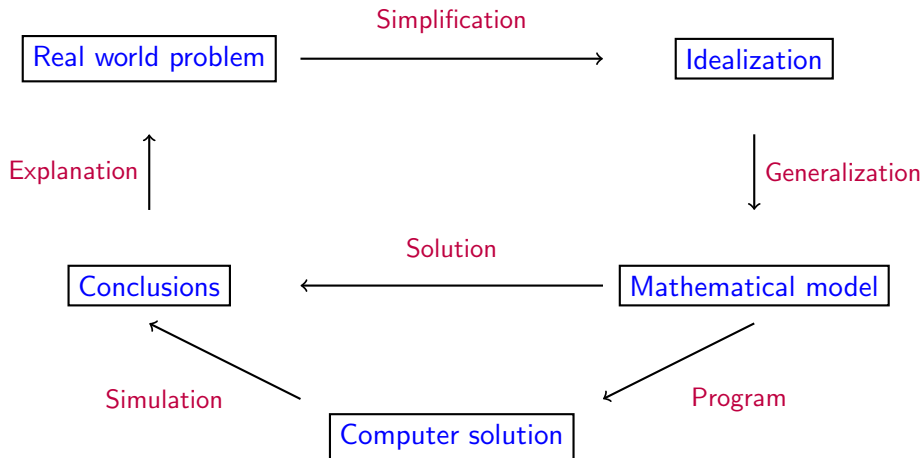 Simplification
Real world problem
Idealization
Explanation
Generalization
Solution
Conclusions
Mathematical model
Simulation
Program
Computer solution